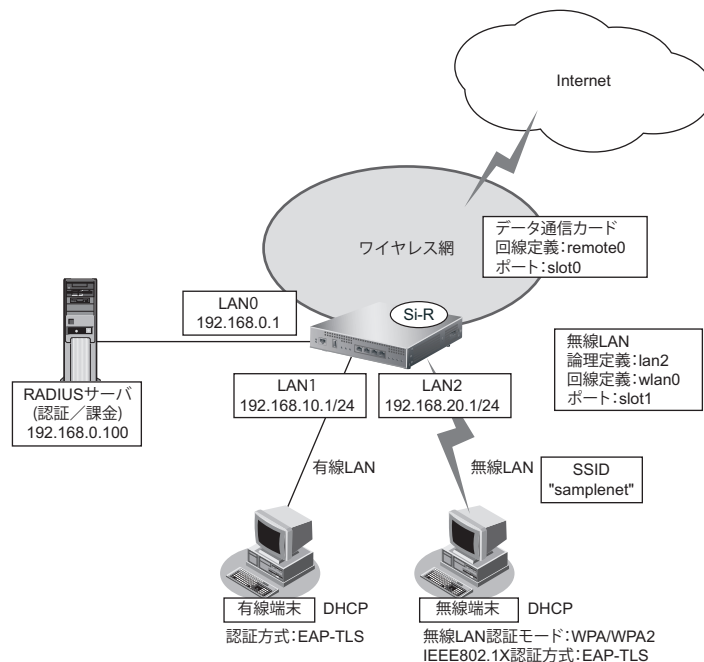 Internet
データ通信カード
回線定義:remote0
ポート:slot0
ワイヤレス網
LAN0
192.168.0.1
Si-R
無線LAN
論理定義:lan2
回線定義:wlan0
ポート:slot1
RADIUSサーバ
(認証/課金)
192.168.0.100
LAN1
192.168.10.1/24
LAN2
192.168.20.1/24
有線LAN
無線LAN
SSID
"samplenet"
有線端末 DHCP
認証方式:EAP-TLS
無線端末 DHCP
無線LAN認証モード:WPA/WPA2
IEEE802.1X認証方式:EAP-TLS